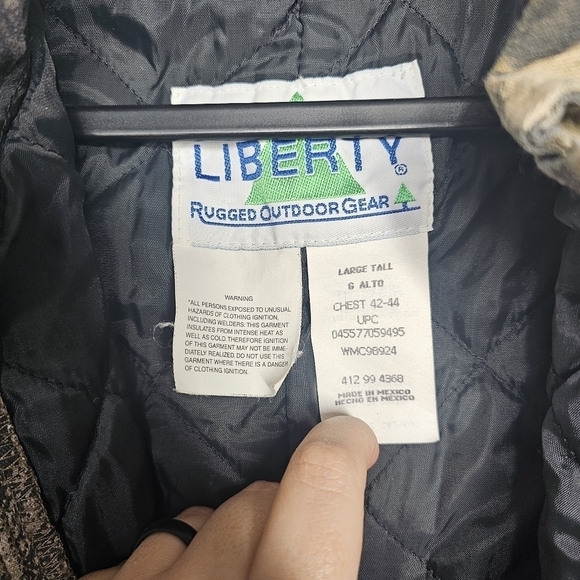 LIBERTY®
RUGGED OUTDOOR GEAR
WARNING
"ALL PERSONS EXPOSED TO UNUSUAL
HAZARDS OF CLOTHING IGNITION,
INCLUDING WELDERS: THIS GARMENT
INSULATES FROM INTENSE HEAT AS
WELL AS COLD THEREFORE IGNITION
OF THIS GARMENT MAY NOT BE IMME-
DIATELY REALIZED. DO NOT USE THIS
GARMENT WHERE THERE IS A DANGER
OF CLOTHING IGNITION.
LARGE TALL
G ALTO
CHEST 42-44
UPC
045577059495
WMC98924
412 99 4368
MADE IN MEXICO
HECHO EN MEXICO